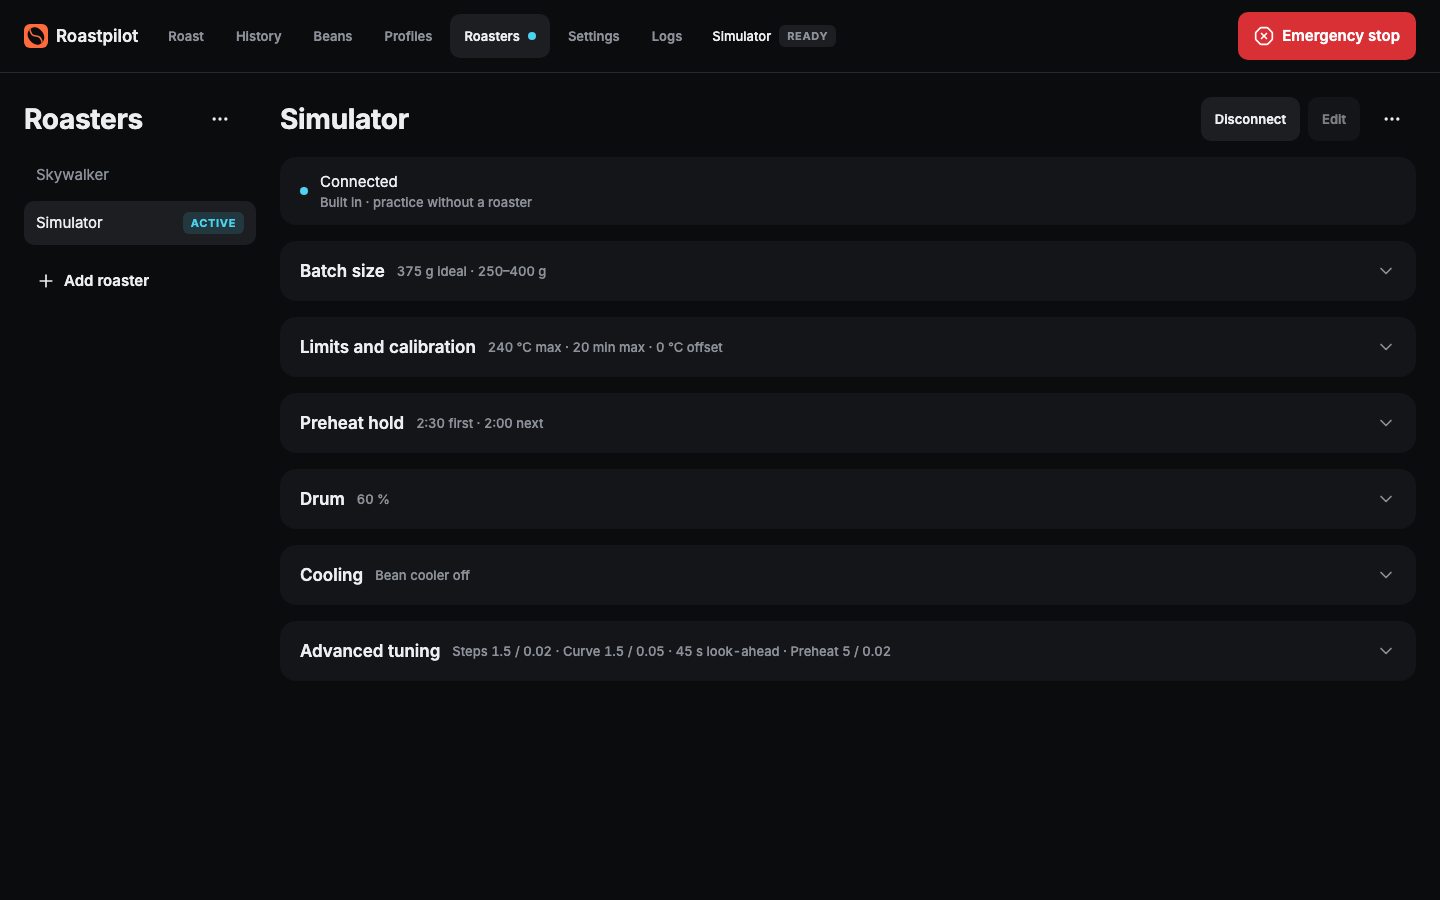 Roastpilot
Roast
History
Beans
Profiles
Roasters
Settings
Logs
Simulator READY
Emergency stop
Roasters
Skywalker
Simulator ACTIVE
Add roaster
Simulator
Disconnect
Edit
Connected
Built in · practice without a roaster
Batch size 375 g ideal · 250–400 g
Limits and calibration 240 °C max · 20 min max · 0 °C offset
Preheat hold 2:30 first · 2:00 next
Drum 60 %
Cooling Bean cooler off
Advanced tuning Steps 1.5 / 0.02 · Curve 1.5 / 0.05 · 45 s look-ahead · Preheat 5 / 0.02